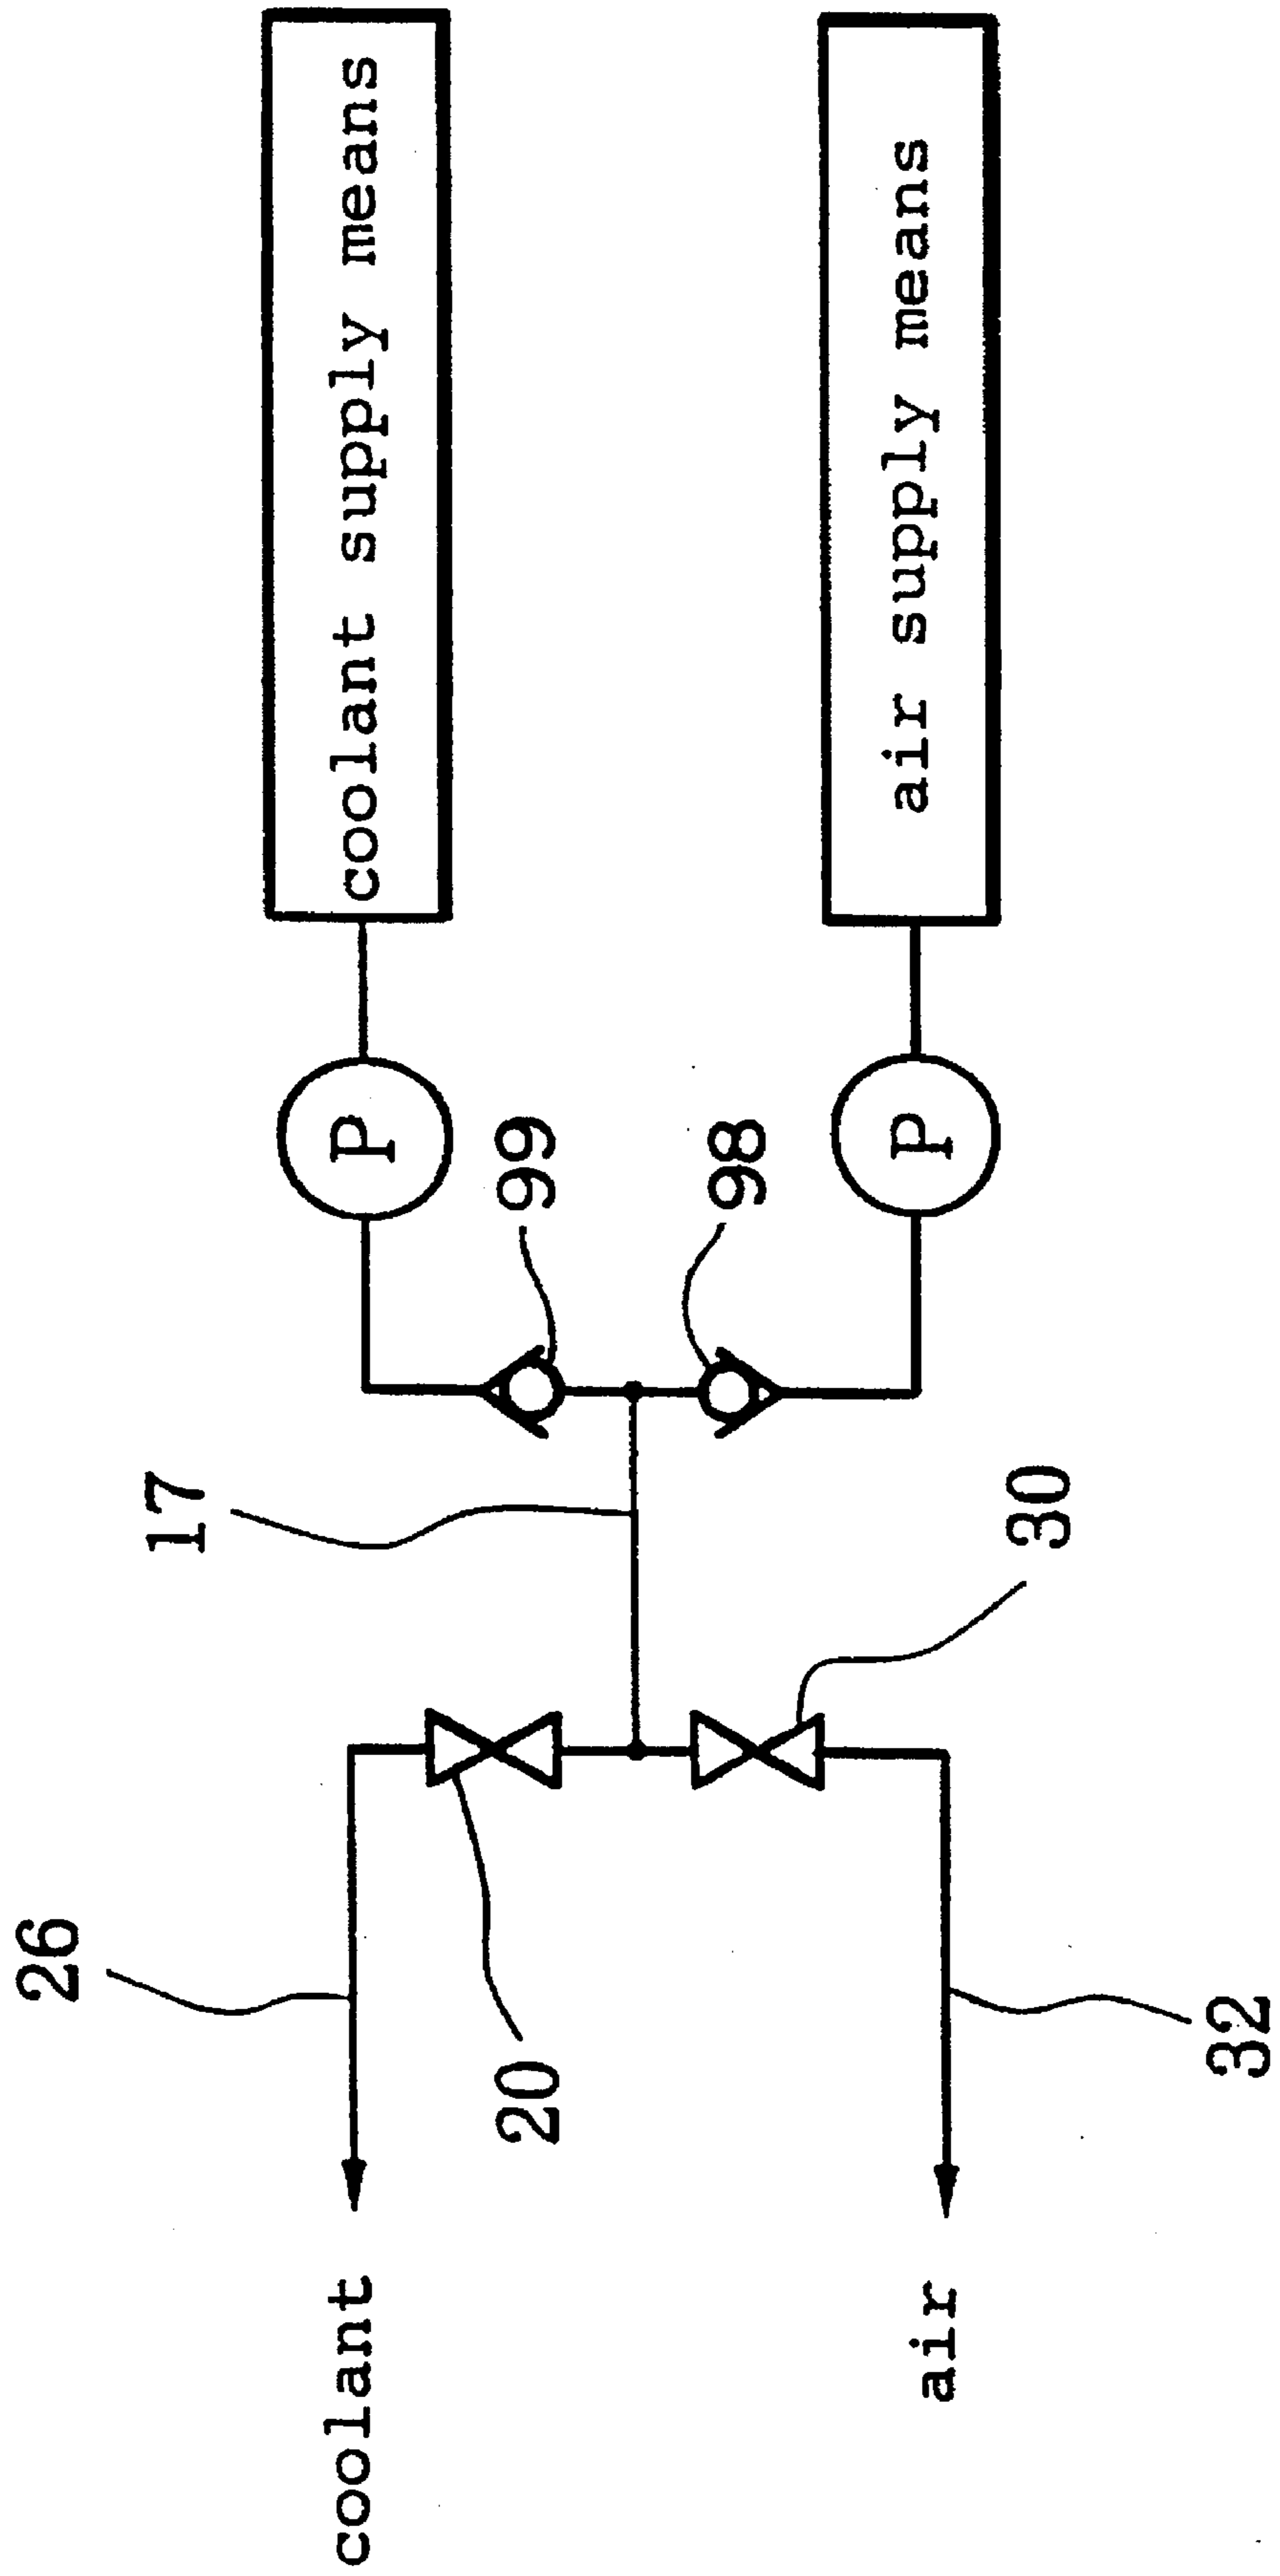 coolant supply means
air supply means
P
P
99
98
17
30
26
20
32
coolant
air